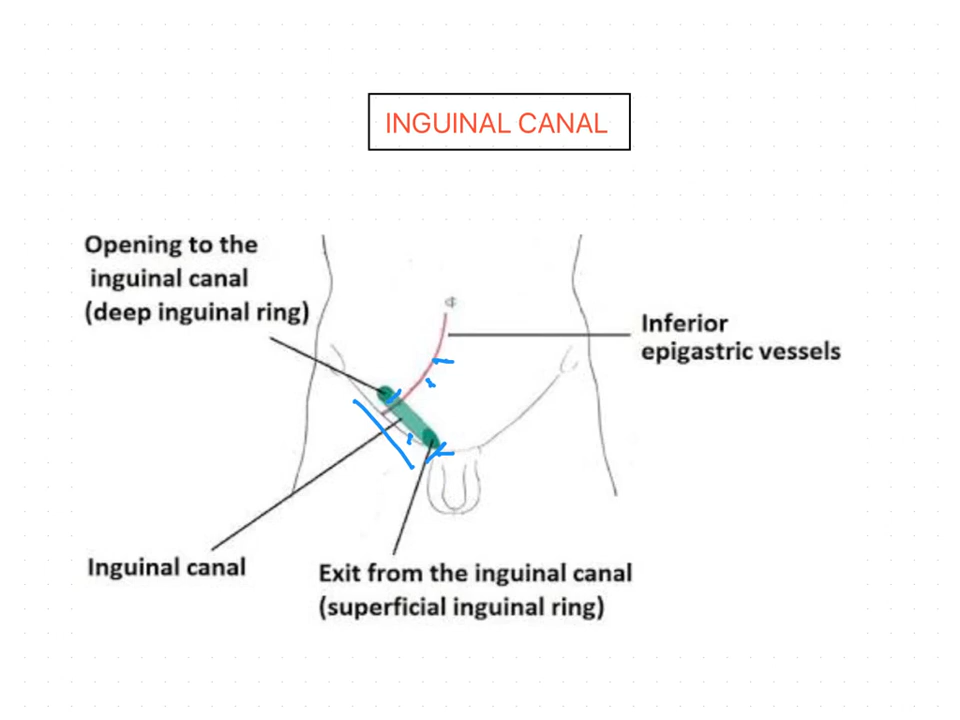 INGUINAL CANAL
Opening to the
inguinal canal
(deep inguinal ring)
Inferior
epigastric vessels
Inguinal canal
Exit from the inguinal canal
(superficial inguinal ring)